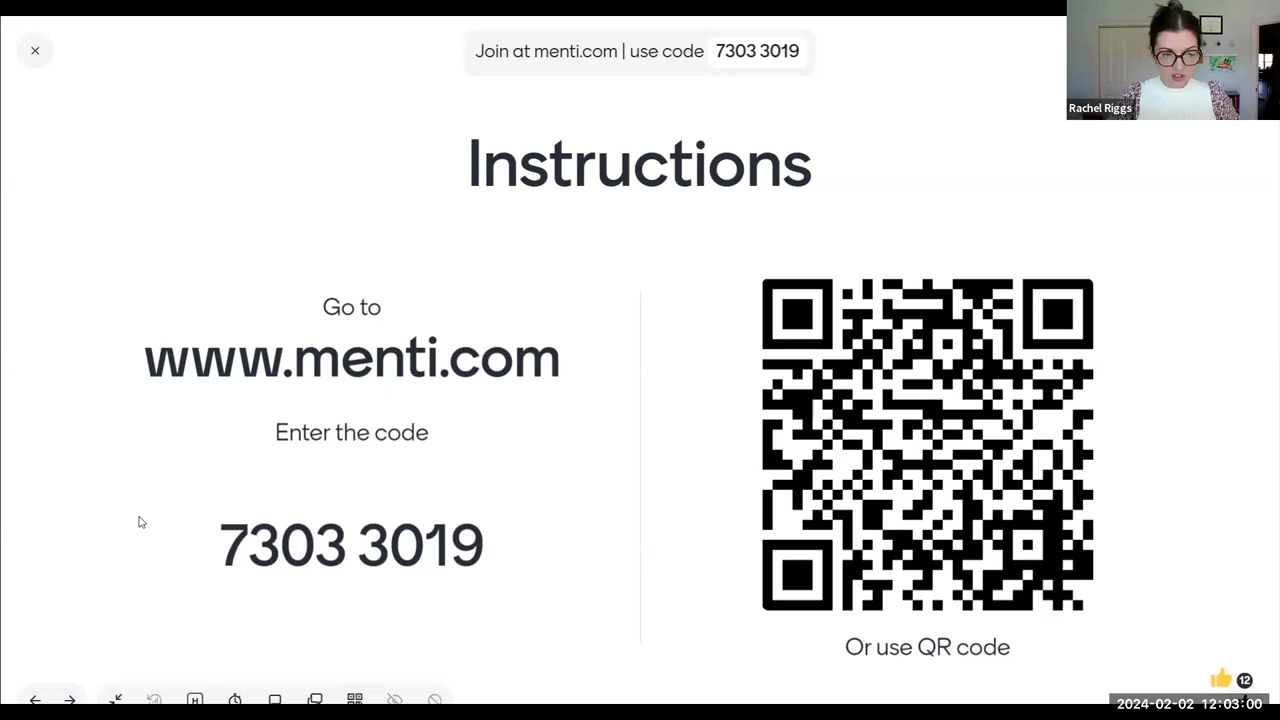 Join at menti.com | use code 7303 3019
Rachel Riggs
Instructions
Go to
www.menti.com
Enter the code
7303 3019
Or use QR code
12
2024-02-02 12:03:00